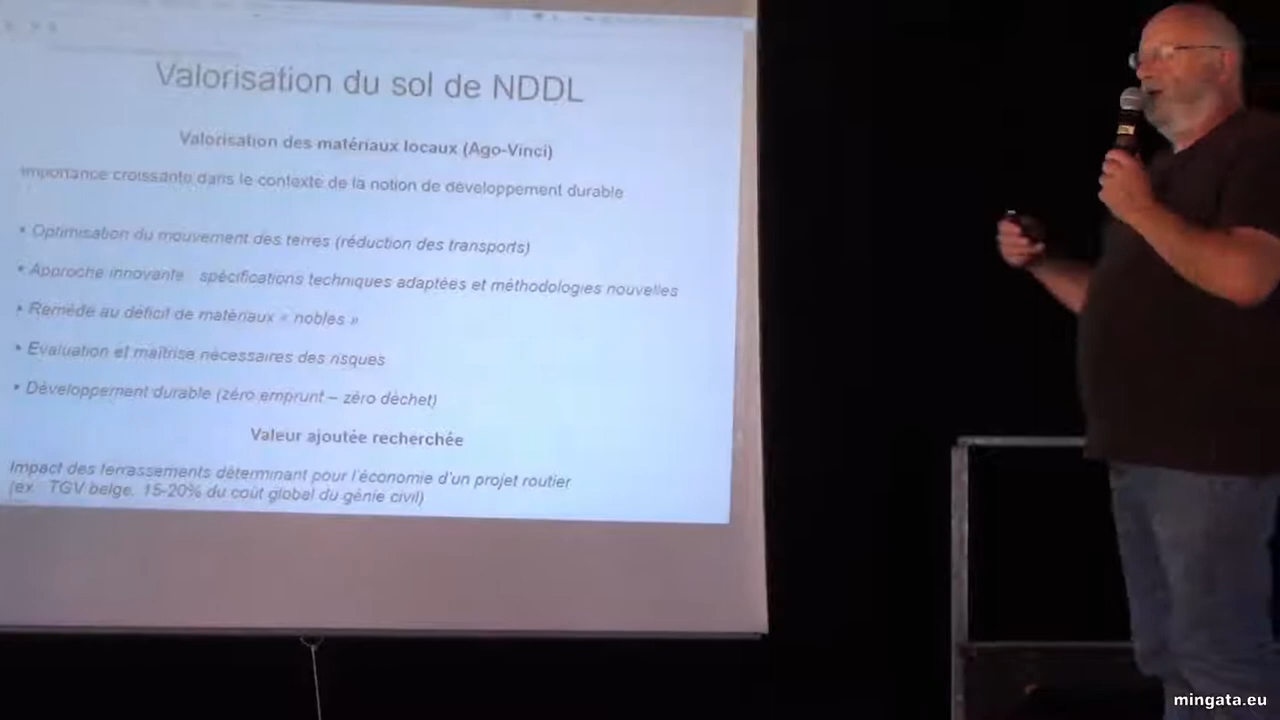 Valorisation du sol de NDDL
Valorisation des matériaux locaux (Ago-Vinci)
Importance croissante dans le contexte de la notion de développement durable
• Optimisation du mouvement des terres (réduction des transports)
• Approche innovante : spécifications techniques adaptées et méthodologies nouvelles
• Remède au déficit de matériaux « nobles »
• Evaluation et maîtrise nécessaires des risques
• Développement durable (zéro emprunt – zéro déchet)
Valeur ajoutée recherchée
Impact des terrassements déterminant pour l'économie d'un projet routier
(ex : TGV belge, 15-20% du coût global du génie civil)
mingata.eu